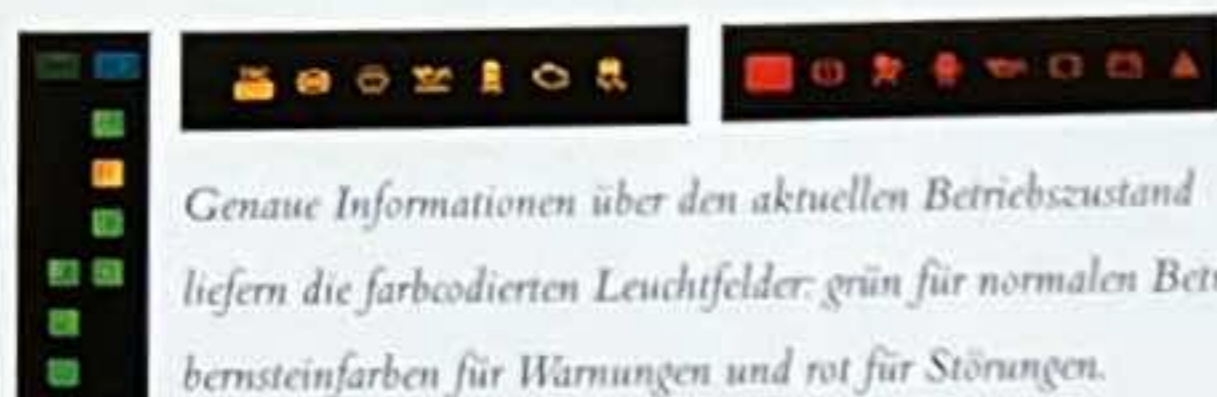 Genaue Informationen über den aktuellen Betriebszustand
liefern die farbcodierten Leuchtfelder: grün für normalen
bernsteinfarben für Warnungen und rot für Störungen.